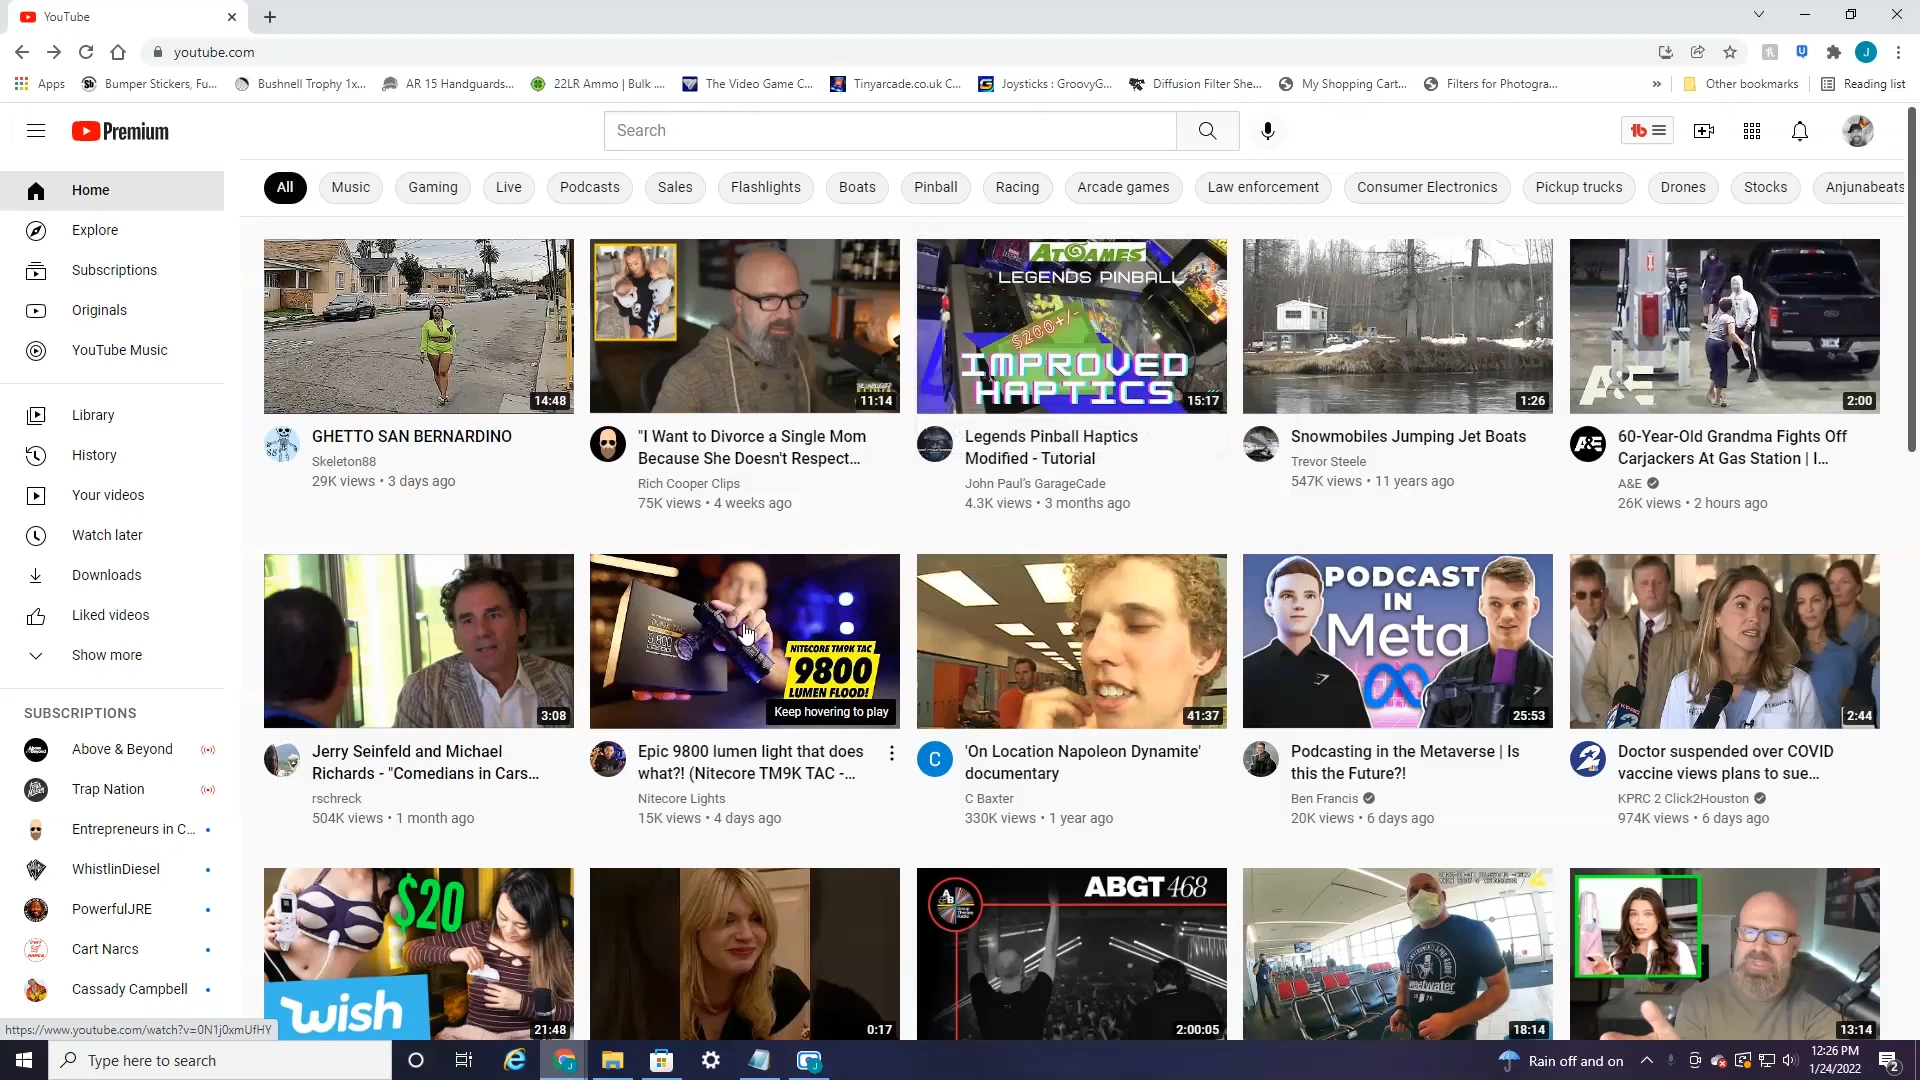 YouTube
youtube.com
Apps
Bumper Stickers, Fu...
Bushnell Trophy 1x...
AR 15 Handguards...
22LR Ammo | Bulk ....
The Video Game C...
Tinyarcade.co.uk C...
Joysticks : GroovyG...
Diffusion Filter She...
My Shopping Cart...
Filters for Photogra...
»
Other bookmarks
Reading list
Premium
Search
All
Music
Gaming
Live
Podcasts
Sales
Flashlights
Boats
Pinball
Racing
Arcade games
Law enforcement
Consumer Electronics
Pickup trucks
Drones
Stocks
Anjunabeats
Home
Explore
Subscriptions
Originals
YouTube Music
Library
History
Your videos
Watch later
Downloads
Liked videos
Show more
SUBSCRIPTIONS
Above & Beyond
Trap Nation
Entrepreneurs in C...
WhistlinDiesel
PowerfulJRE
Cart Narcs
Cassady Campbell
14:48
GHETTO SAN BERNARDINO
Skeleton88
29K views • 3 days ago
11:14
"I Want to Divorce a Single Mom
Because She Doesn't Respect...
Rich Cooper Clips
75K views • 4 weeks ago
ATGAMES
LEGENDS PINBALL
$200+/-
IMPROVED
HAPTICS
15:17
Legends Pinball Haptics
Modified - Tutorial
John Paul's GarageCade
4.3K views • 3 months ago
1:26
Snowmobiles Jumping Jet Boats
Trevor Steele
547K views • 11 years ago
A&E
2:00
60-Year-Old Grandma Fights Off
Carjackers At Gas Station | I...
A&E
26K views • 2 hours ago
3:08
Jerry Seinfeld and Michael
Richards - "Comedians in Cars...
rschreck
504K views • 1 month ago
NITECORE TM9K TAC
9800
LUMEN FLOOD!
Keep hovering to play
Epic 9800 lumen light that does
what?! (Nitecore TM9K TAC -...
Nitecore Lights
15K views • 4 days ago
41:37
C
'On Location Napoleon Dynamite'
documentary
C Baxter
330K views • 1 year ago
PODCAST
IN
Meta
25:53
Podcasting in the Metaverse | Is
this the Future?!
Ben Francis
20K views • 6 days ago
2:44
Doctor suspended over COVID
vaccine views plans to sue...
KPRC 2 Click2Houston
974K views • 6 days ago
$20
wish
21:48
0:17
ABGT 468
2:00:05
sweetwater
18:14
13:14
https://www.youtube.com/watch?v=0N1j0xmUfHY
Type here to search
Rain off and on
12:26 PM
1/24/2022
2